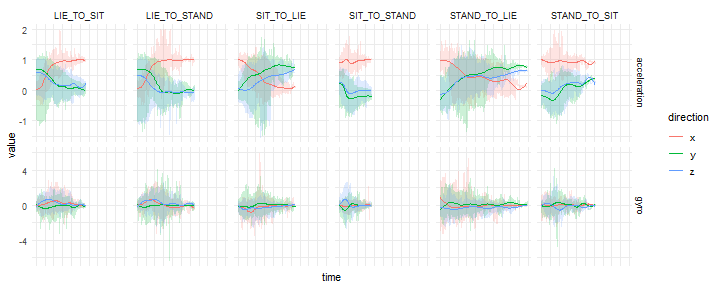 LIE_TO_SIT LIE_TO_STAND SIT_TO_LIE SIT_TO_STAND STAND_TO_LIE STAND_TO_SIT
2
1
0
-1
acceleration
value
direction
x
y
z
0
-4
4
gyro
time